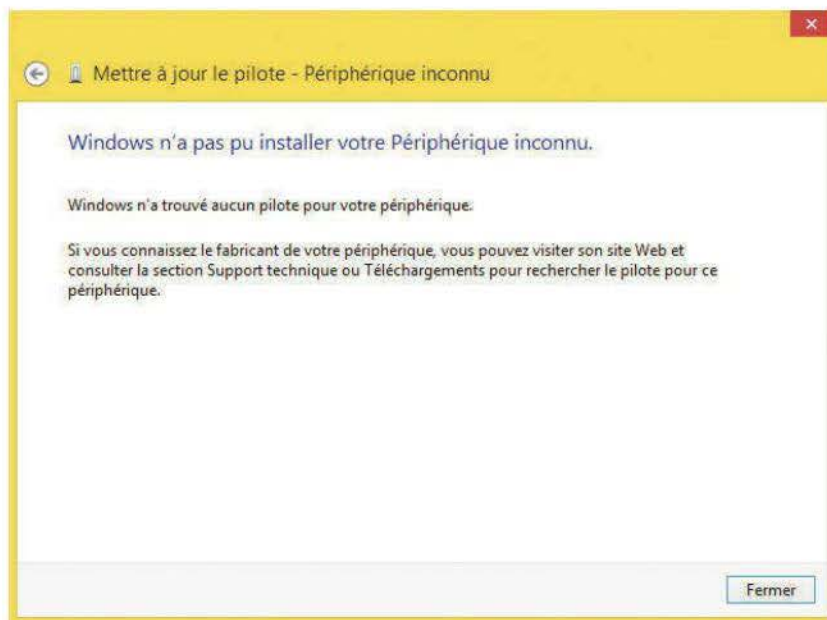 Mettre à jour le pilote - Périphérique inconnu
Windows n'a pas pu installer votre Périphérique inconnu.
Windows n'a trouvé aucun pilote pour votre périphérique.
Si vous connaissez le fabricant de votre périphérique, vous pouvez visiter son site Web et
consulter la section Support technique ou Téléchargements pour rechercher le pilote pour ce
périphérique.
Fermer